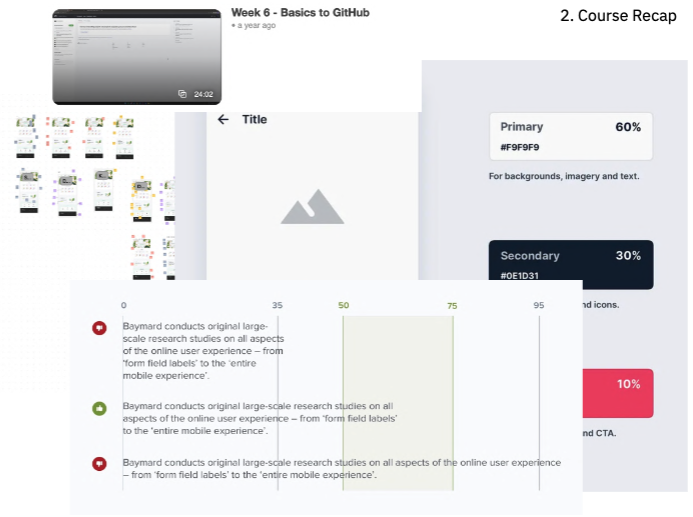 Week 6 - Basics to GitHub
• a year ago
24:02
2. Course Recap
Title
Primary 60%
#F9F9F9
For backgrounds, imagery and text.
Secondary 30%
#0E1D31
nd icons.
10%
nd CTA.
0 35 50 75 95
Baymard conducts original large-
scale research studies on all aspects
of the online user experience – from
'form field labels' to the 'entire
mobile experience'.
Baymard conducts original large-scale research studies on all
aspects of the online user experience – from 'form field labels'
to the 'entire mobile experience'.
Baymard conducts original large-scale research studies on all aspects of the online user experience
– from 'form field labels' to the 'entire mobile experience'.